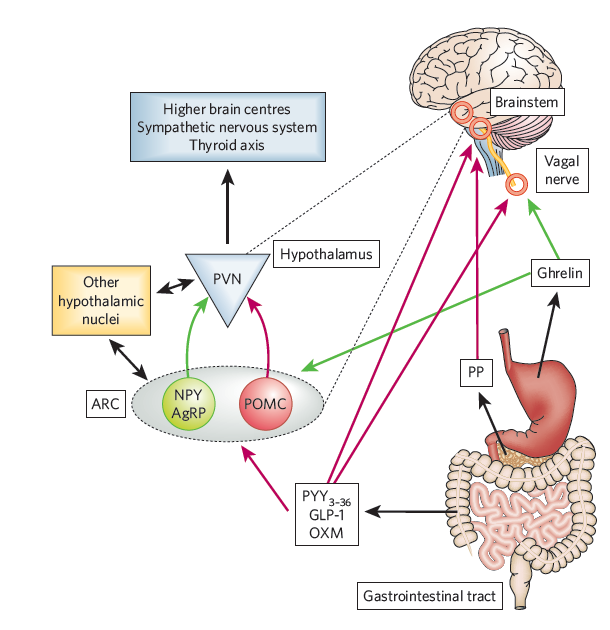 Higher brain centres
Sympathetic nervous system
Thyroid axis
Brainstem
Vagal
nerve
Hypothalamus
PVN
Other
hypothalamic
nuclei
Ghrelin
PP
ARC
NPY
AgRP
POMC
PYY3–36
GLP-1
OXM
Gastrointestinal tract